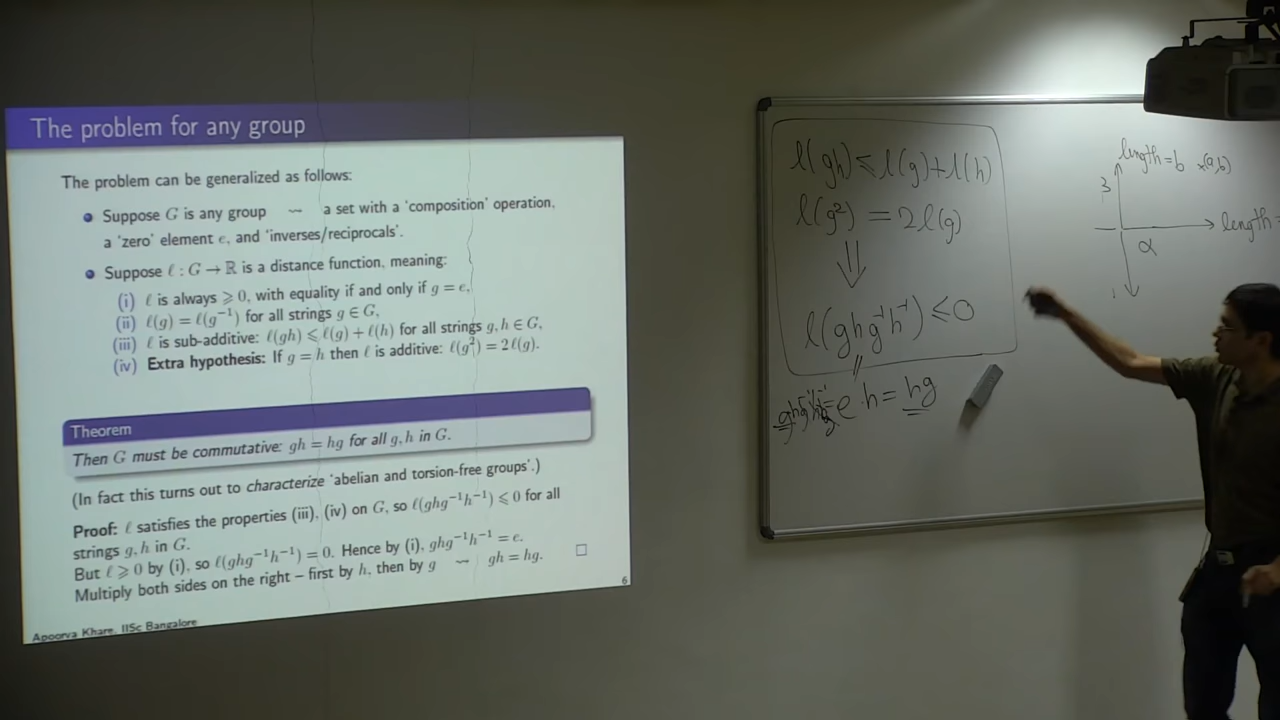 The problem for any group
The problem can be generalized as follows:
Suppose G is any group ⇝ a set with a 'composition' operation,
a 'zero' element e, and 'inverses/reciprocals'.
Suppose ℓ : G → ℝ is a distance function, meaning:
(i) ℓ is always ⩾ 0, with equality if and only if g = e,
(ii) ℓ(g) = ℓ(g⁻¹) for all strings g ∈ G,
(iii) ℓ is sub-additive: ℓ(gh) ⩽ ℓ(g) + ℓ(h) for all strings g, h ∈ G,
(iv) Extra hypothesis: If g = h then ℓ is additive: ℓ(g²) = 2ℓ(g).
Theorem
Then G must be commutative: gh = hg for all g, h in G.
(In fact this turns out to characterize 'abelian and torsion-free groups'.)
Proof: ℓ satisfies the properties (iii), (iv) on G, so ℓ(ghg⁻¹h⁻¹) ⩽ 0 for all
strings g, h in G.
But ℓ ⩾ 0 by (i), so ℓ(ghg⁻¹h⁻¹) = 0. Hence by (i), ghg⁻¹h⁻¹ = e.
Multiply both sides on the right – first by h, then by g ⇝ gh = hg. □
6
Apoorva Khare, IISc Bangalore
ℓ(gh) ≤ ℓ(g) + ℓ(h)
ℓ(g²) = 2ℓ(g)
⇓
ℓ(ghg⁻¹h⁻¹) ≤ 0
e · h = hg
length = b ×(a,b)
3
length =
α